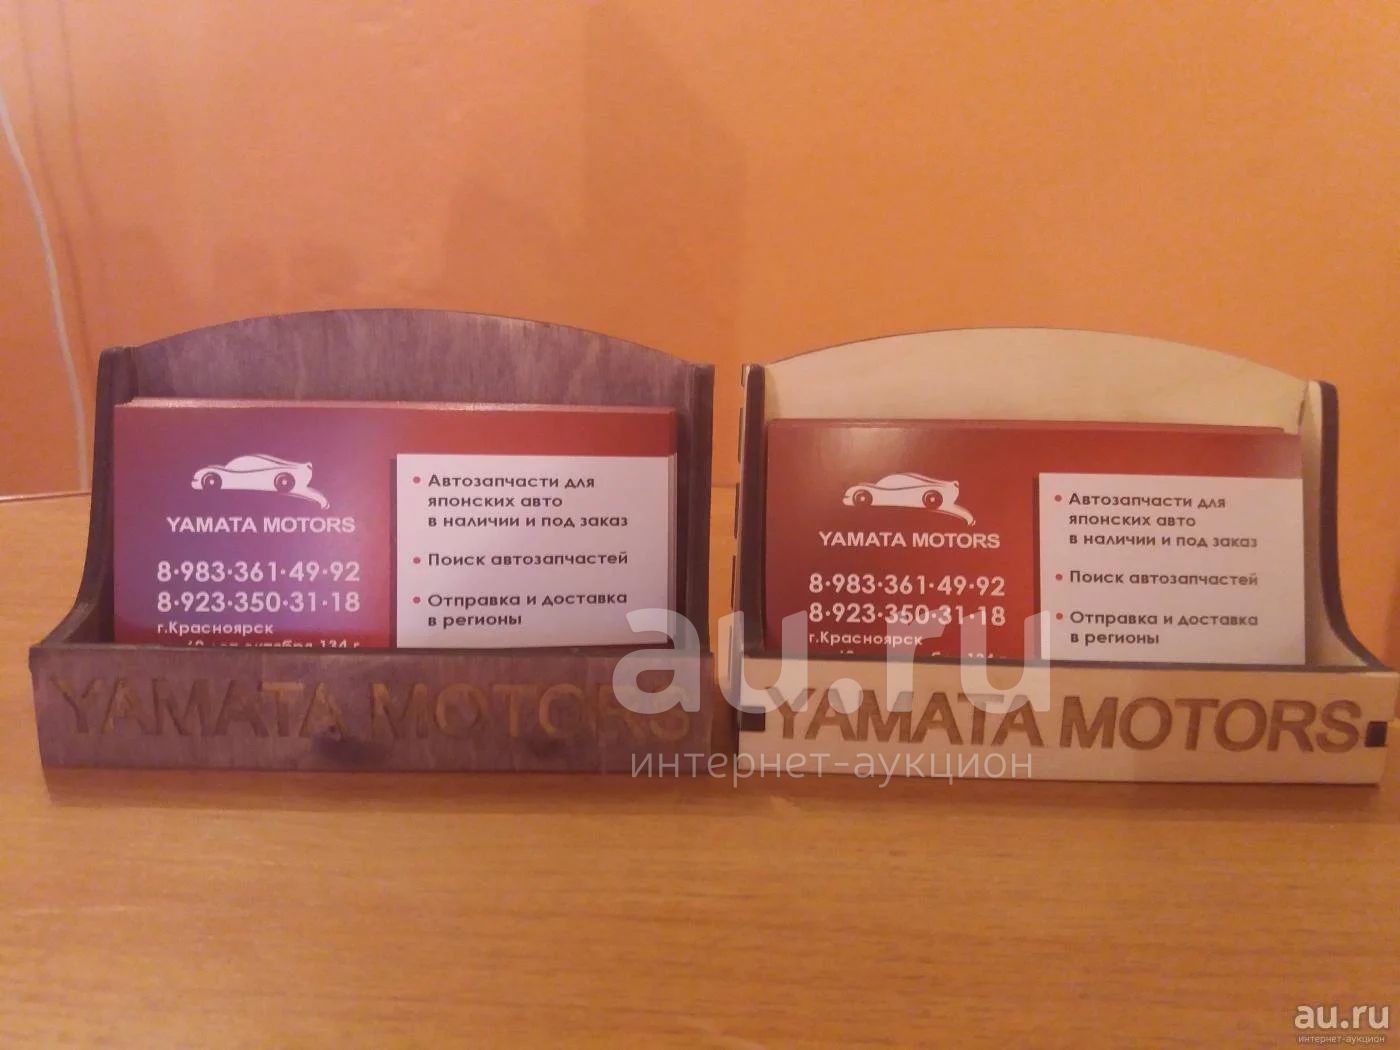 YAMATA MOTORS
8·983·361·49·92
8·923·350·31·18
г.Красноярск
• Автозапчасти для
японских авто
в наличии и под заказ
• Поиск автозапчастей
• Отправка и доставка
в регионы
YAMATA MOTORS
YAMATA MOTORS
8·983·361·49·92
8·923·350·31·18
г.Красноярск
• Автозапчасти для
японских авто
в наличии и под заказ
• Поиск автозапчастей
• Отправка и доставка
в регионы
YAMATA MOTORS
au.ru
интернет-аукцион
au.ru
интернет-аукцион